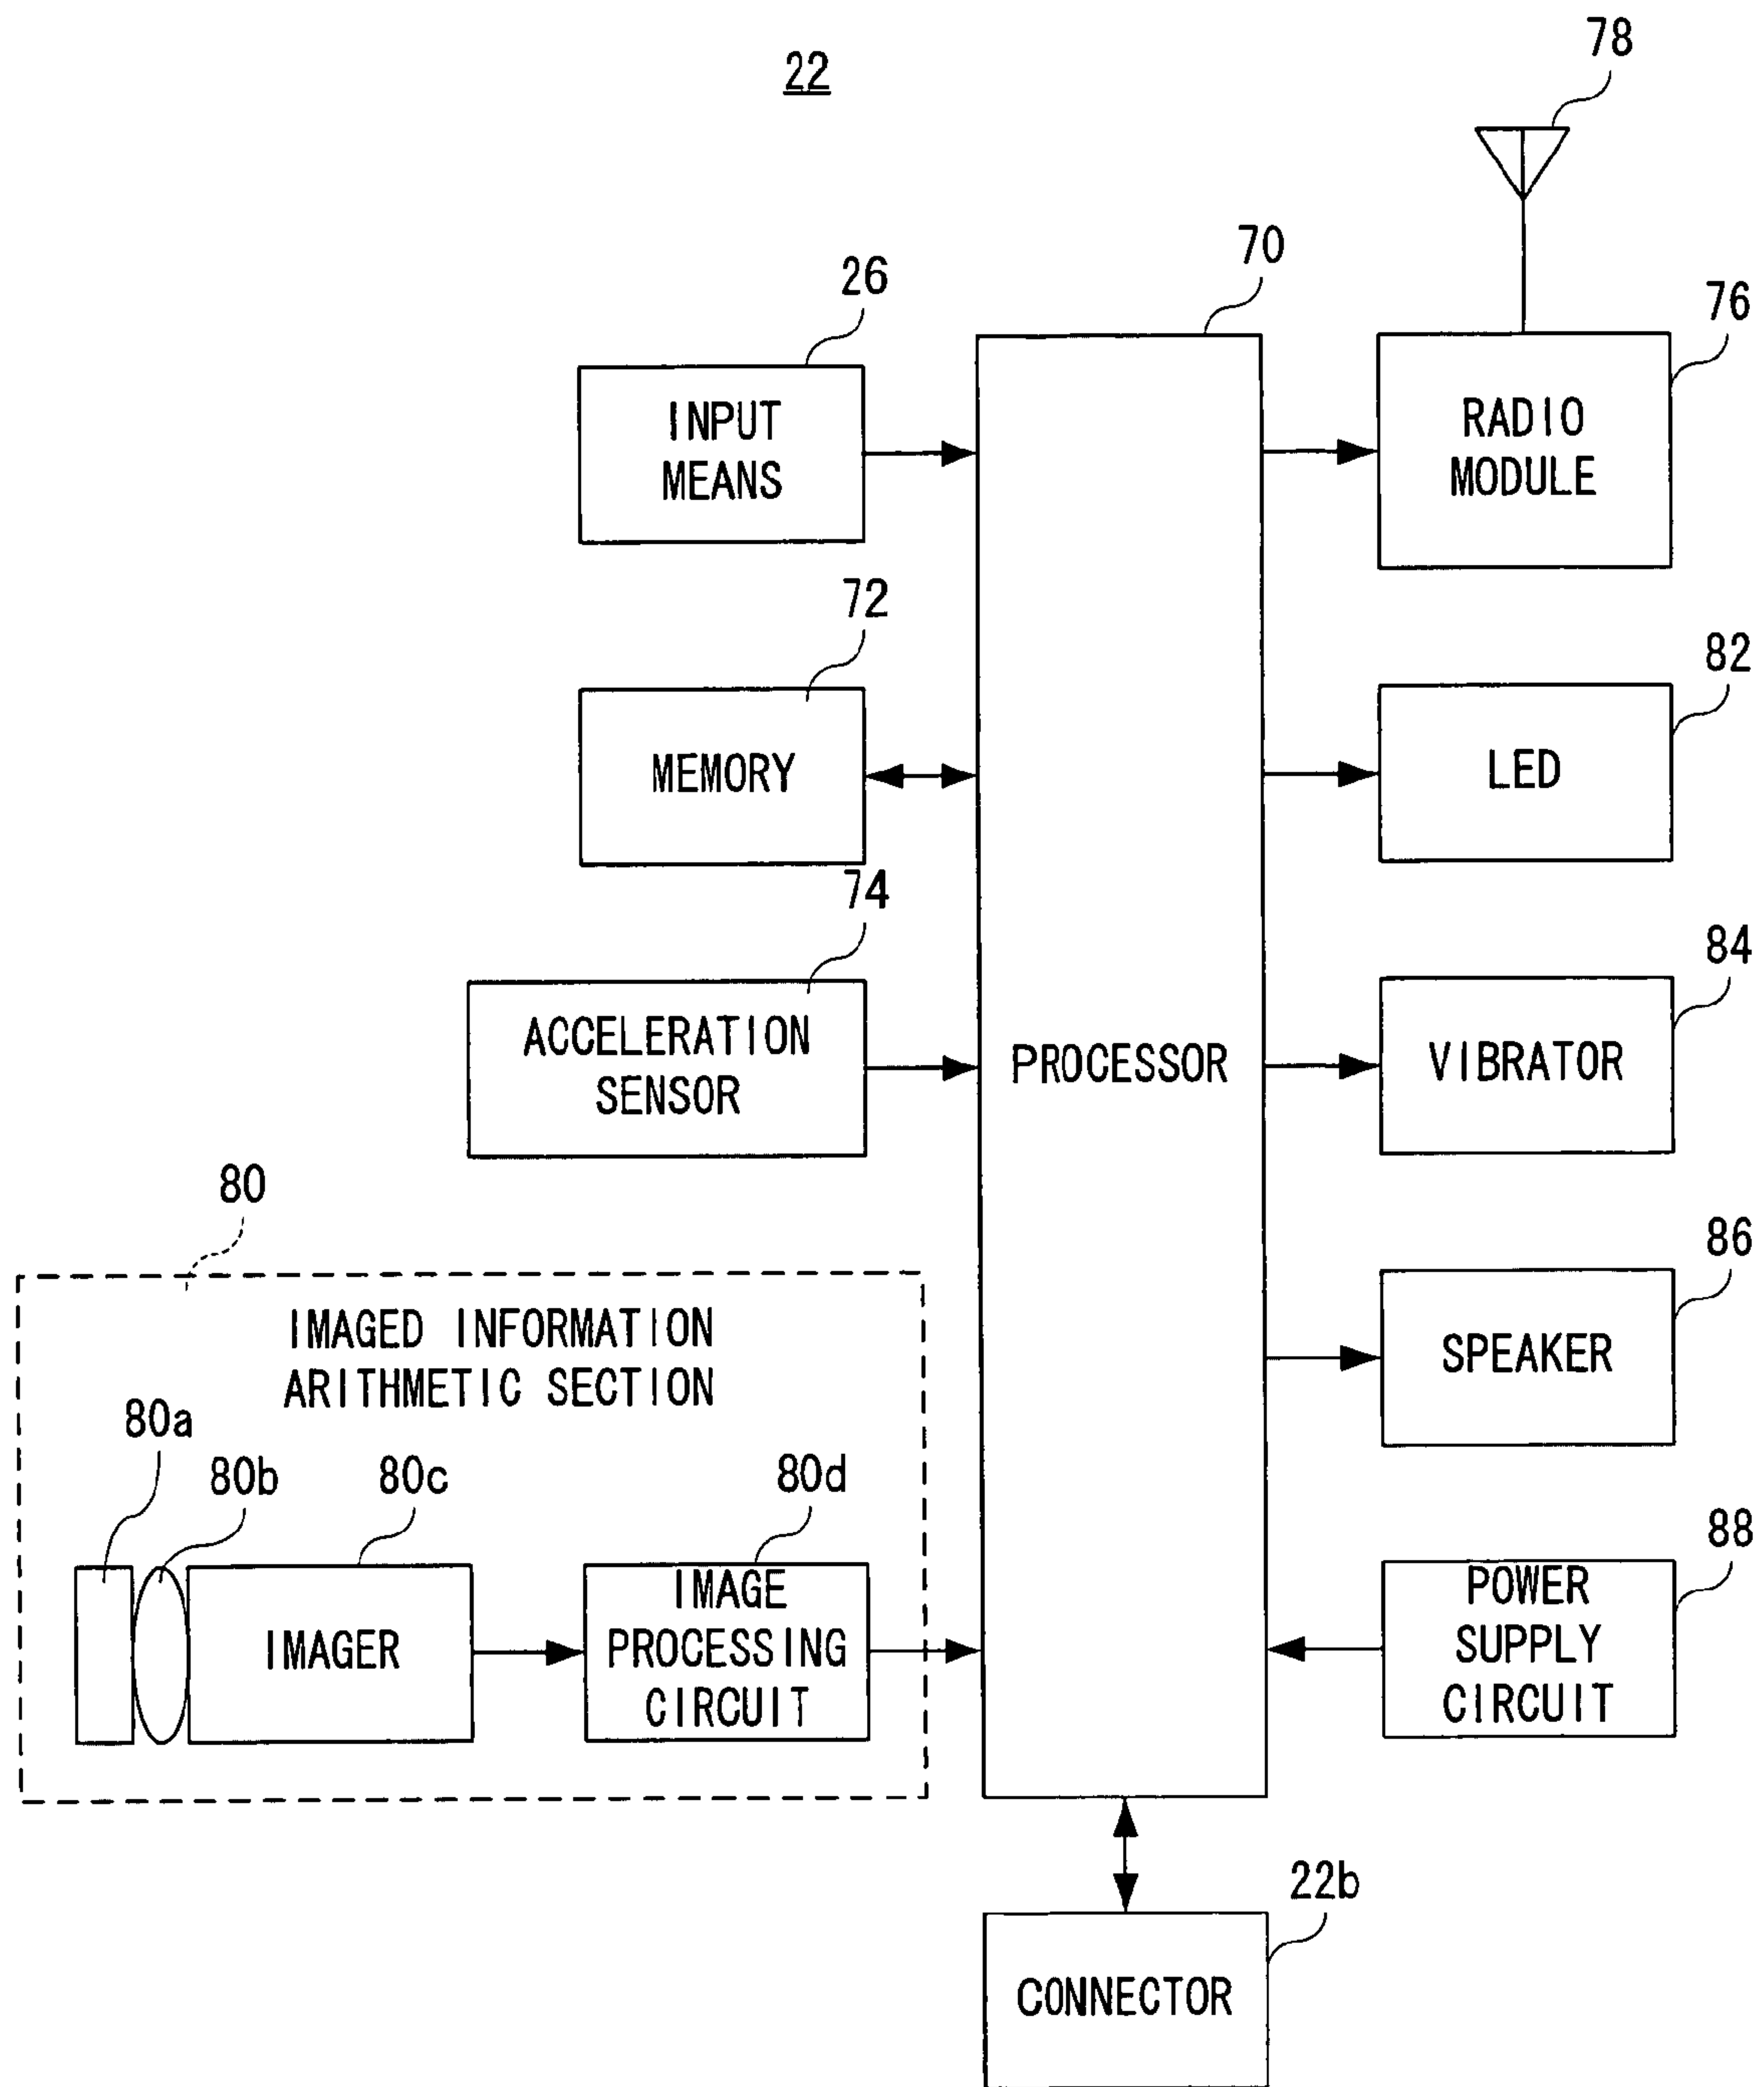 22
78
70
26
76
INPUT
MEANS
RADIO
MODULE
72
82
MEMORY
LED
74
84
ACCELERATION
SENSOR
PROCESSOR
VIBRATOR
80
86
IMAGED INFORMATION
ARITHMETIC SECTION
SPEAKER
80a
80b
80c
80d
88
IMAGER
IMAGE
PROCESSING
CIRCUIT
POWER
SUPPLY
CIRCUIT
22b
CONNECTOR